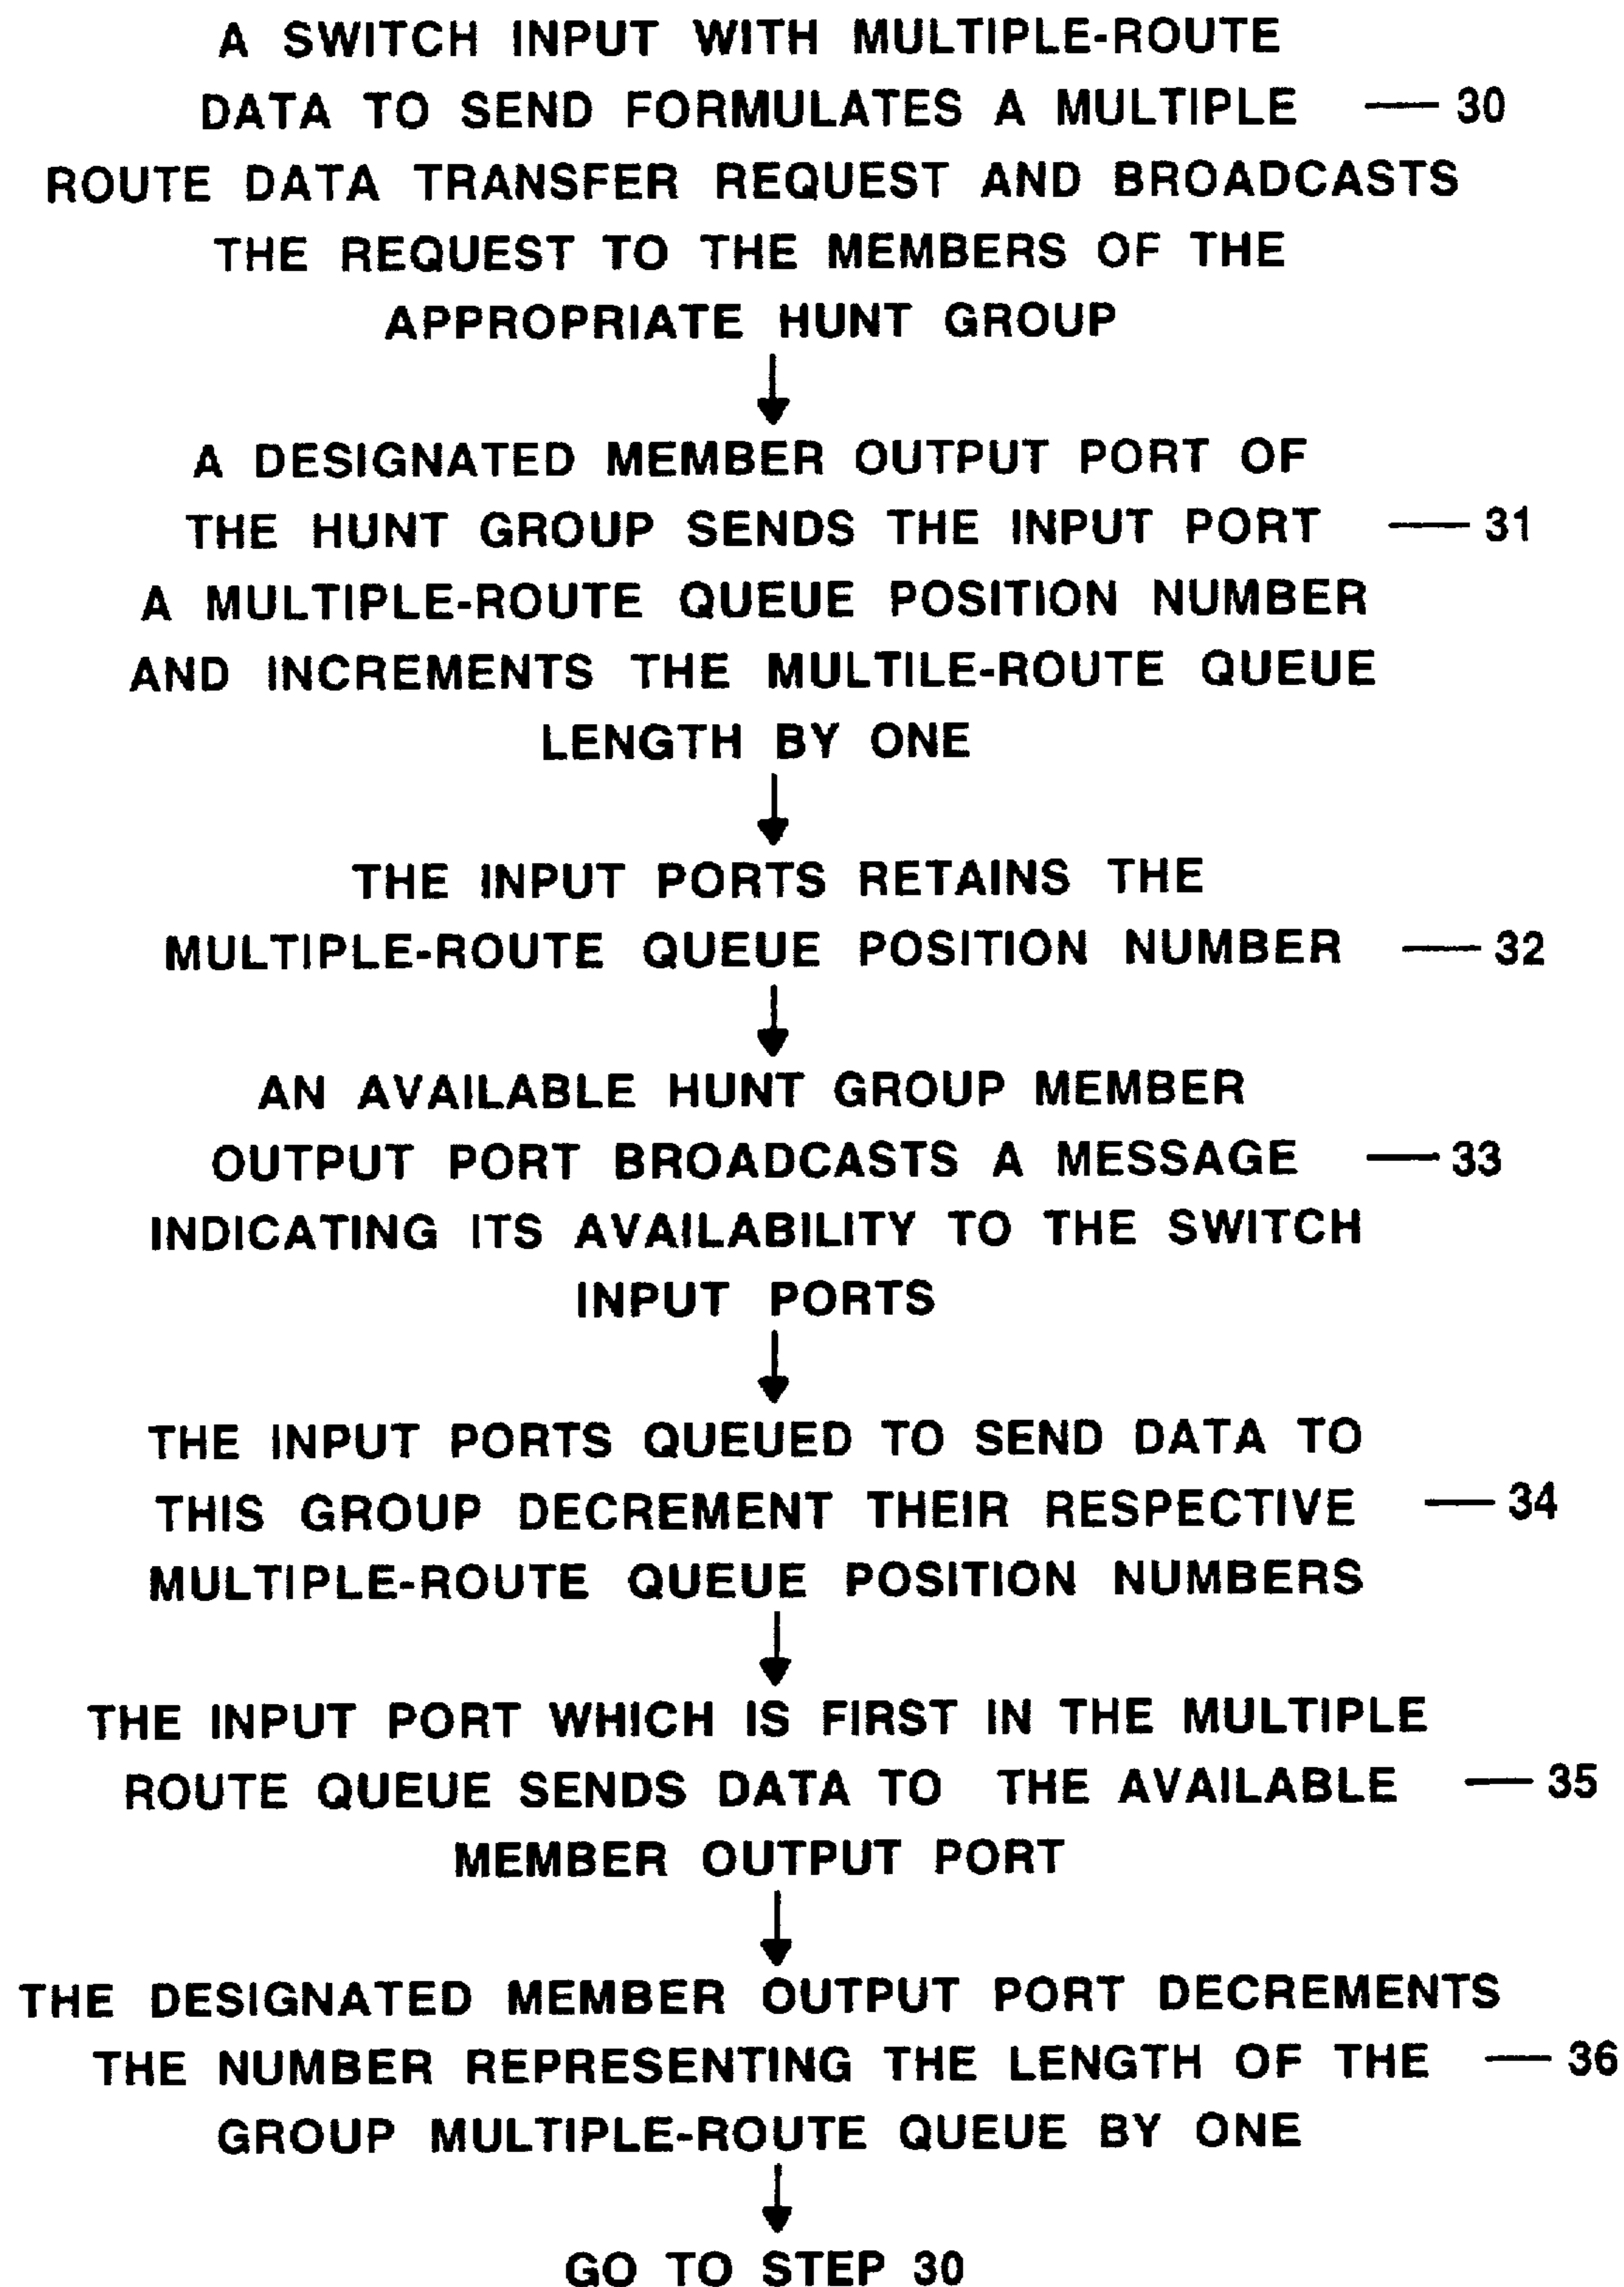 A SWITCH INPUT WITH MULTIPLE-ROUTE
DATA TO SEND FORMULATES A MULTIPLE — 30
ROUTE DATA TRANSFER REQUEST AND BROADCASTS
THE REQUEST TO THE MEMBERS OF THE
APPROPRIATE HUNT GROUP
A DESIGNATED MEMBER OUTPUT PORT OF
THE HUNT GROUP SENDS THE INPUT PORT — 31
A MULTIPLE-ROUTE QUEUE POSITION NUMBER
AND INCREMENTS THE MULTILE-ROUTE QUEUE
LENGTH BY ONE
THE INPUT PORTS RETAINS THE
MULTIPLE-ROUTE QUEUE POSITION NUMBER — 32
AN AVAILABLE HUNT GROUP MEMBER
OUTPUT PORT BROADCASTS A MESSAGE — 33
INDICATING ITS AVAILABILITY TO THE SWITCH
INPUT PORTS
THE INPUT PORTS QUEUED TO SEND DATA TO
THIS GROUP DECREMENT THEIR RESPECTIVE — 34
MULTIPLE-ROUTE QUEUE POSITION NUMBERS
THE INPUT PORT WHICH IS FIRST IN THE MULTIPLE
ROUTE QUEUE SENDS DATA TO THE AVAILABLE — 35
MEMBER OUTPUT PORT
THE DESIGNATED MEMBER OUTPUT PORT DECREMENTS
THE NUMBER REPRESENTING THE LENGTH OF THE — 36
GROUP MULTIPLE-ROUTE QUEUE BY ONE
GO TO STEP 30